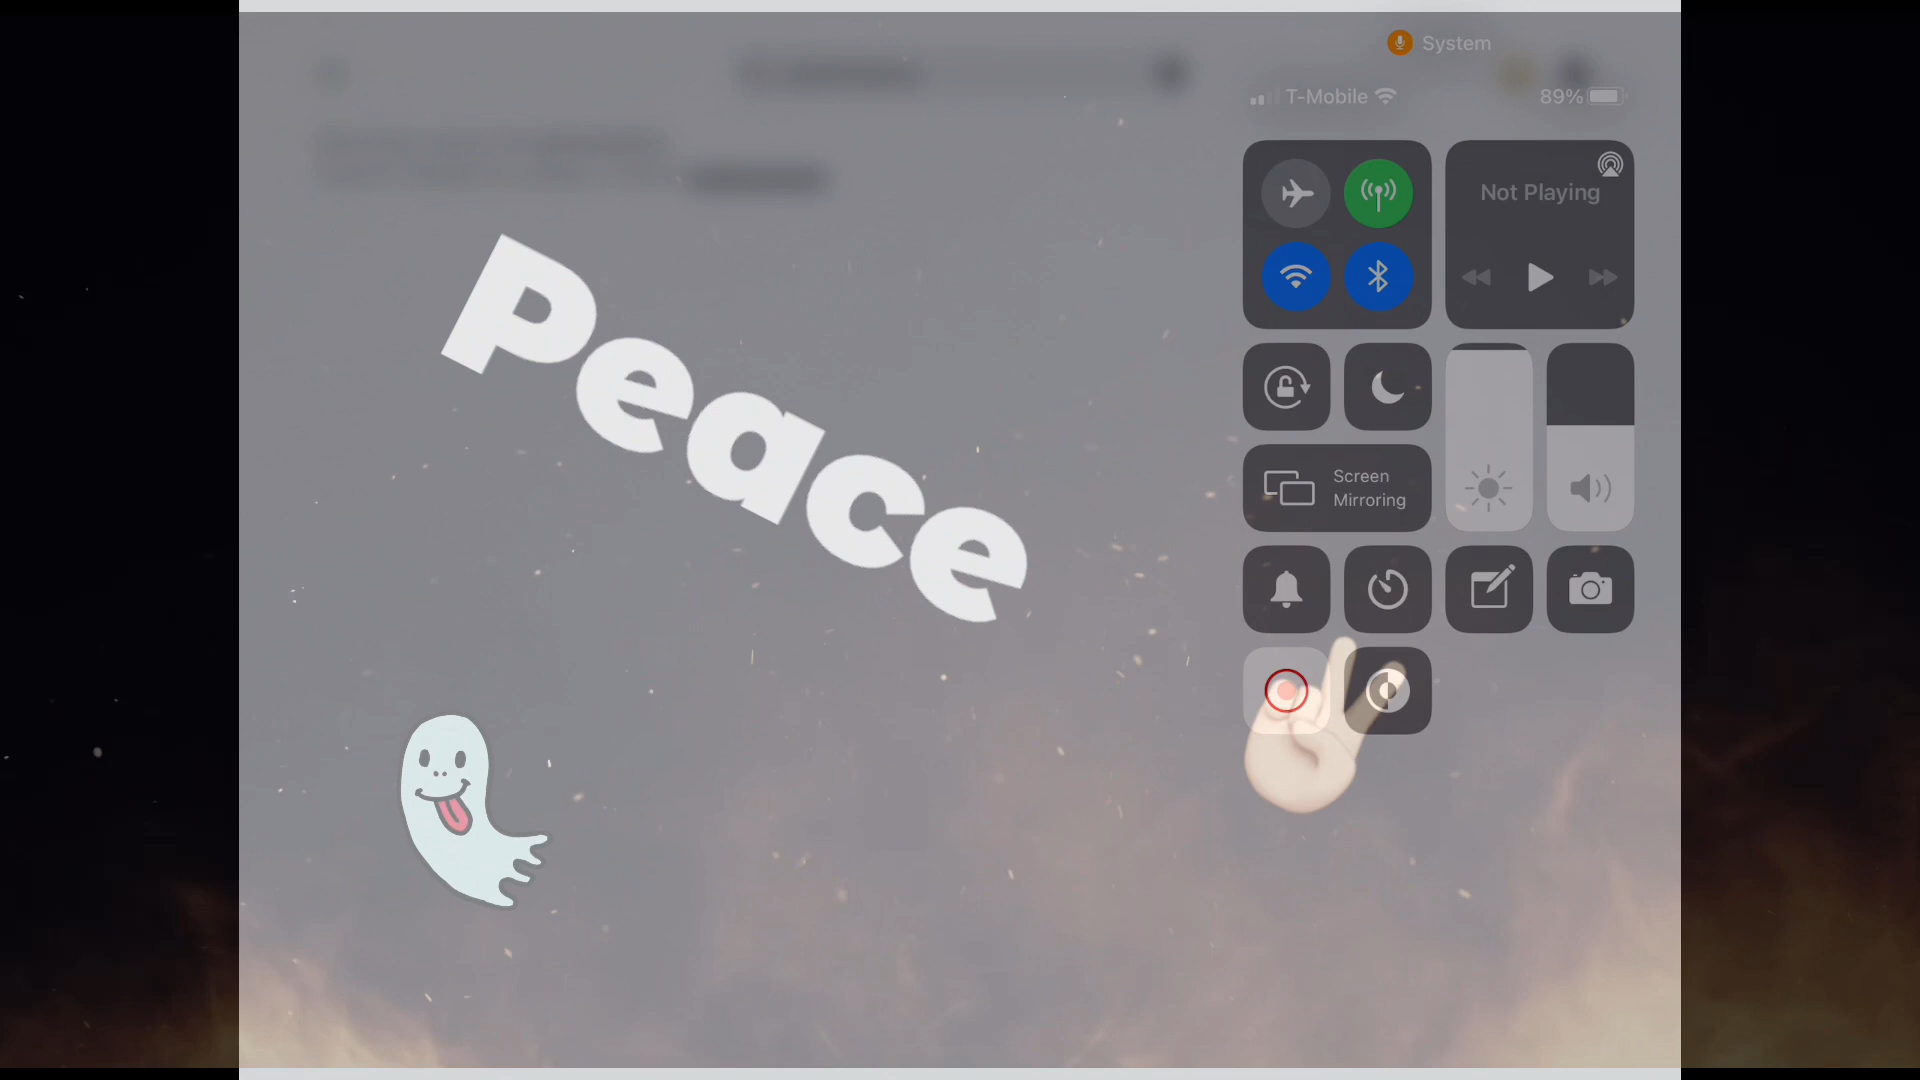 System
T-Mobile
89%
Not Playing
Peace
Screen
Mirroring